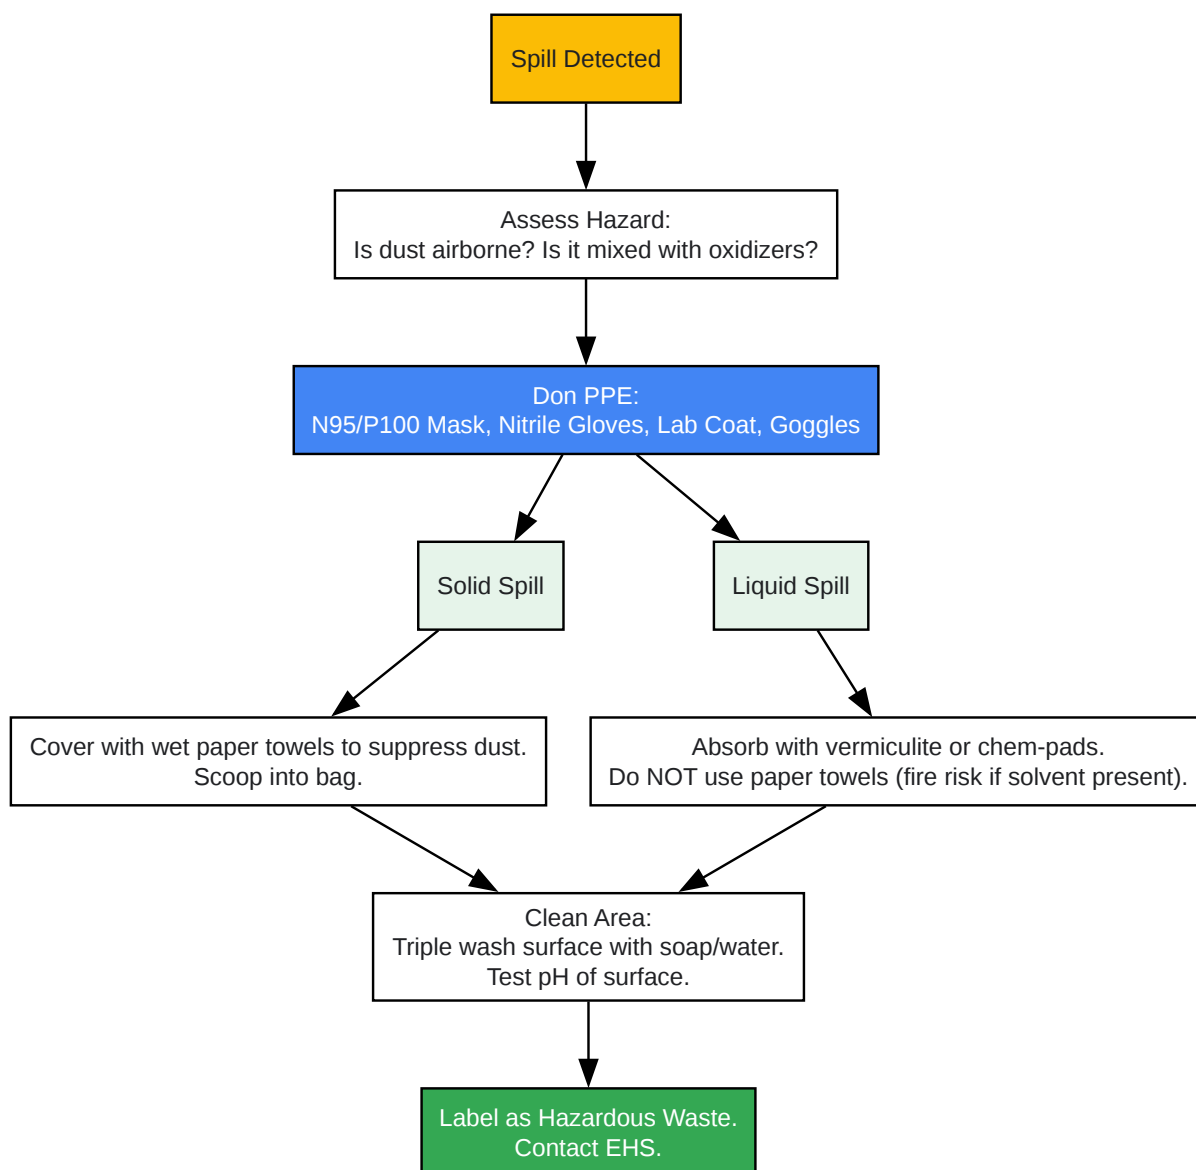 Spill Detected
Assess Hazard:
Is dust airborne? Is it mixed with oxidizers?
Don PPE:
N95/P100 Mask, Nitrile Gloves, Lab Coat, Goggles
Solid Spill
Liquid Spill
Cover with wet paper towels to suppress dust.
Scoop into bag.
Absorb with vermiculite or chem-pads.
Do NOT use paper towels (fire risk if solvent present).
Clean Area:
Triple wash surface with soap/water.
Test pH of surface.
Label as Hazardous Waste.
Contact EHS.